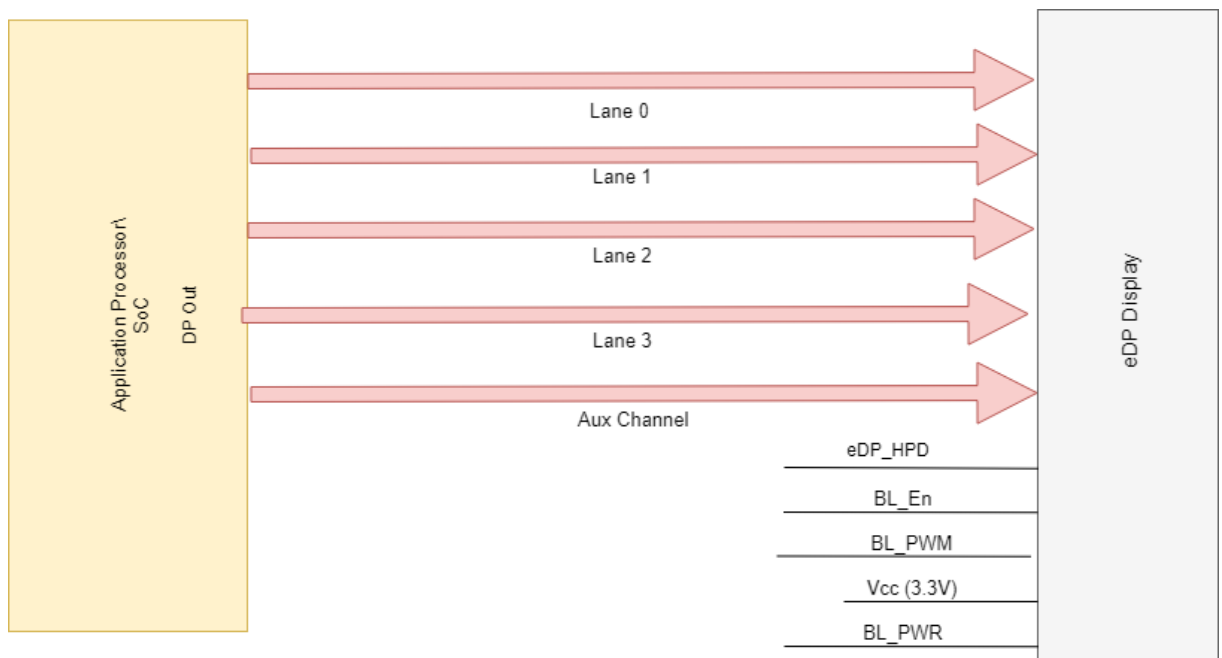 Application Processor\
SoC
DP Out
Lane 0
Lane 1
Lane 2
Lane 3
Aux Channel
eDP_HPD
BL_En
BL_PWM
Vcc (3.3V)
BL_PWR
eDP Display